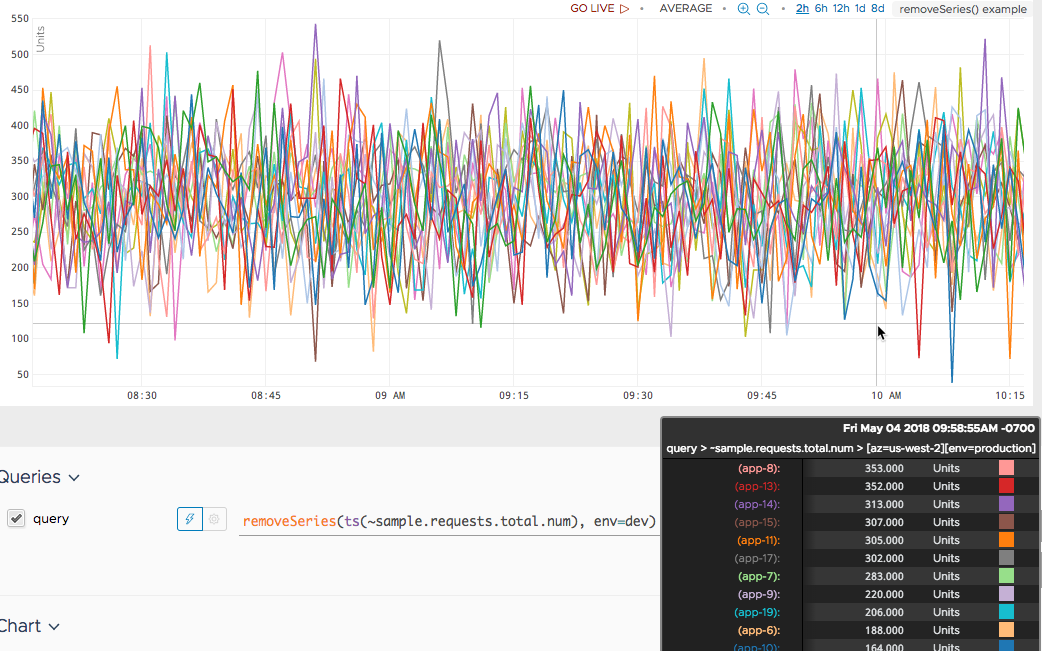 GO LIVE ▷ • AVERAGE • • 2h 6h 12h 1d 8d removeSeries() example
Units
550
500
450
400
350
300
250
200
150
100
50
08:30 08:45 09 AM 09:15 09:30 09:45 10 AM 10:15
Fri May 04 2018 09:58:55AM -0700
query > ~sample.requests.total.num > [az=us-west-2][env=production]
Queries
query
removeSeries(ts(~sample.requests.total.num), env=dev)
Chart
(app-8): 353.000 Units
(app-13): 352.000 Units
(app-14): 313.000 Units
(app-15): 307.000 Units
(app-11): 305.000 Units
(app-17): 302.000 Units
(app-7): 283.000 Units
(app-9): 220.000 Units
(app-19): 206.000 Units
(app-6): 188.000 Units
(app-10): 164.000 Units